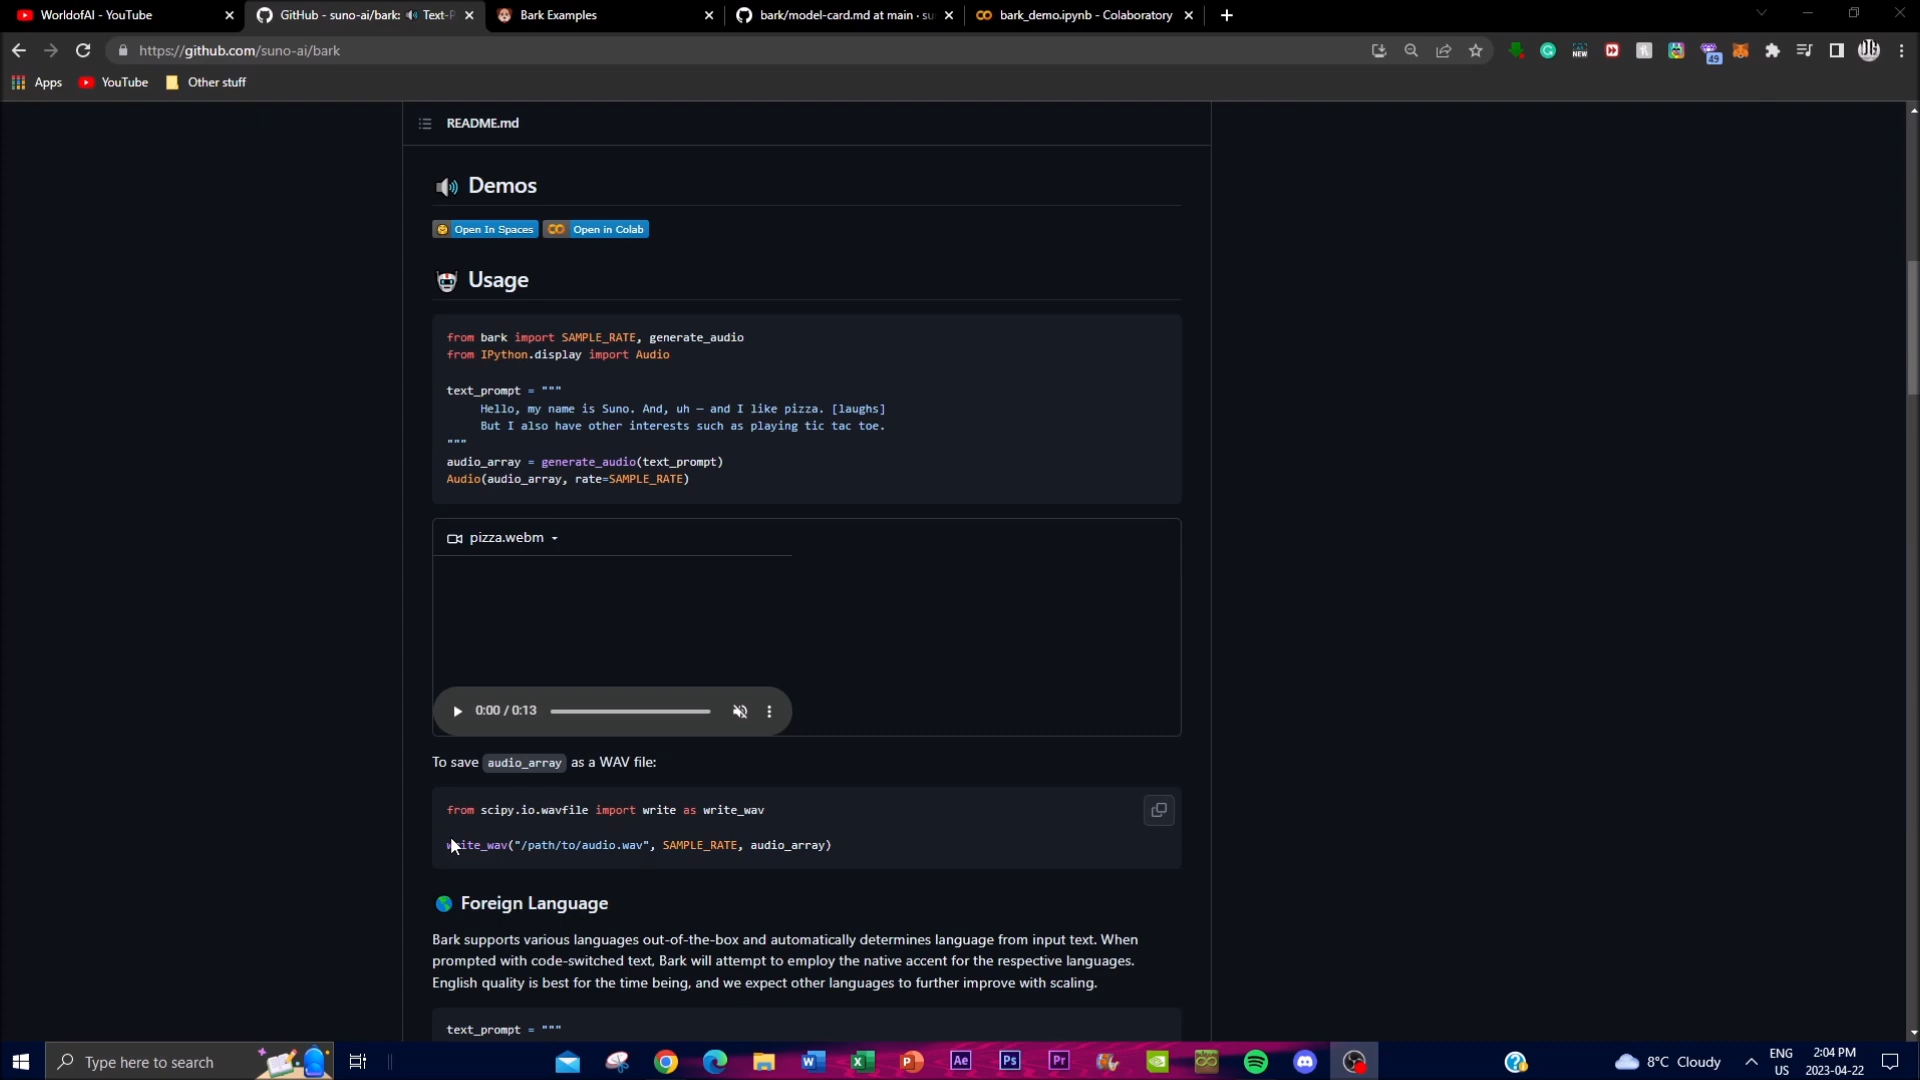 WorldofAI - YouTube
GitHub - suno-ai/bark: 🔊 Text-P
Bark Examples
bark/model-card.md at main · su
bark_demo.ipynb - Colaboratory
https://github.com/suno-ai/bark
NEW
49
Apps
YouTube
Other stuff
README.md
🔊 Demos
Open In Spaces
Open in Colab
🤖 Usage
from bark import SAMPLE_RATE, generate_audio
from IPython.display import Audio
text_prompt = """
Hello, my name is Suno. And, uh — and I like pizza. [laughs]
But I also have other interests such as playing tic tac toe.
"""
audio_array = generate_audio(text_prompt)
Audio(audio_array, rate=SAMPLE_RATE)
pizza.webm
0:00 / 0:13
To save audio_array as a WAV file:
from scipy.io.wavfile import write as write_wav
write_wav("/path/to/audio.wav", SAMPLE_RATE, audio_array)
🌎 Foreign Language
Bark supports various languages out-of-the-box and automatically determines language from input text. When
prompted with code-switched text, Bark will attempt to employ the native accent for the respective languages.
English quality is best for the time being, and we expect other languages to further improve with scaling.
text_prompt = """
Type here to search
W
X
P
Ae
Ps
Pr
8°C Cloudy
ENG
US
2:04 PM
2023-04-22